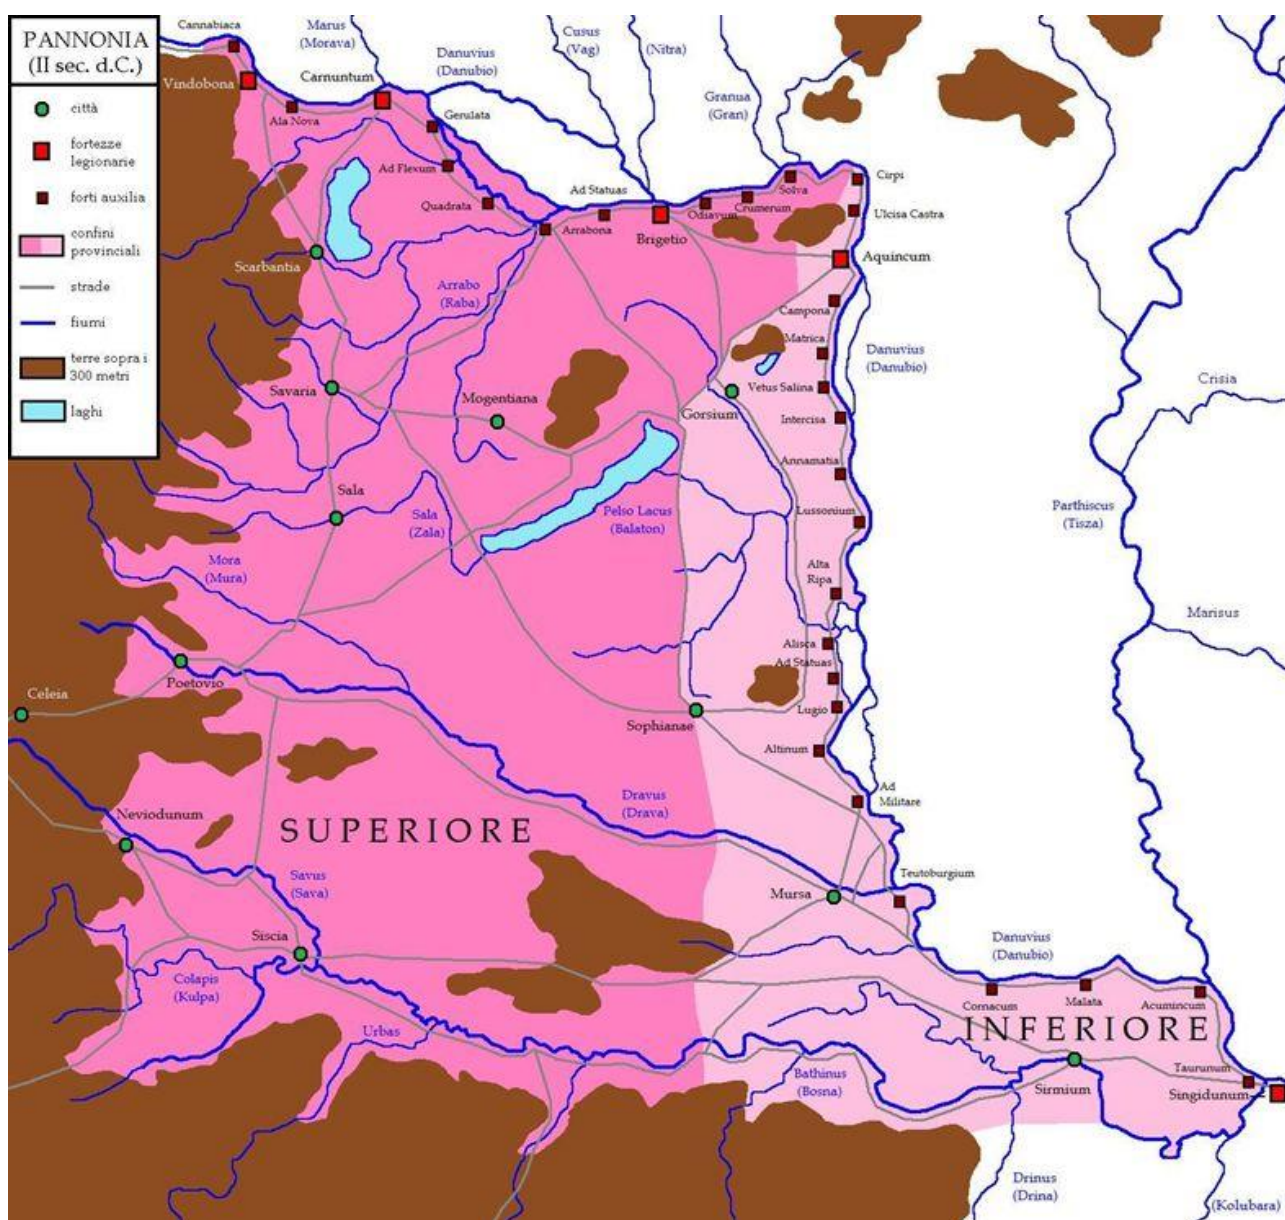 PANNONIA
(II sec. d.C.)
città
fortezze
legionarie
forti auxilia
confini
provinciali
strade
fiumi
terre sopra i
300 metri
laghi
Cannabiaca
Marus
(Morava)
Cusus
(Vag)
(Nitra)
Danuvius
(Danubio)
Vindobona
Carnuntum
Granua
(Gran)
Ala Nova
Gerulata
Ad Flexum
Quadrata
Ad Statuas
Solva
Cirpi
Odiavum
Crumerum
Ulcisa Castra
Arrabona
Brigetio
Aquincum
Scarbantia
Arrabo
(Raba)
Campona
Matrica
Danuvius
(Danubio)
Savaria
Mogentiana
Gorsium
Vetus Salina
Crisia
Intercisa
Annamatia
Sala
Sala
(Zala)
Pelso Lacus
(Balaton)
Lussonium
Parthiscus
(Tisza)
Mora
(Mura)
Alta
Ripa
Marisus
Alisca
Ad Statuas
Poetovio
Celeia
Lugio
Sophianae
Altinum
Ad
Militare
Dravus
(Drava)
Neviodunum
SUPERIORE
Savus
(Sava)
Teutoburgium
Mursa
Siscia
Danuvius
(Danubio)
Colapis
(Kulpa)
Cornacum
Malata
Acumincum
Urbas
INFERIORE
Bathinus
(Bosna)
Sirmium
Taurunum
Singidunum
Drinus
(Drina)
(Kolubara)